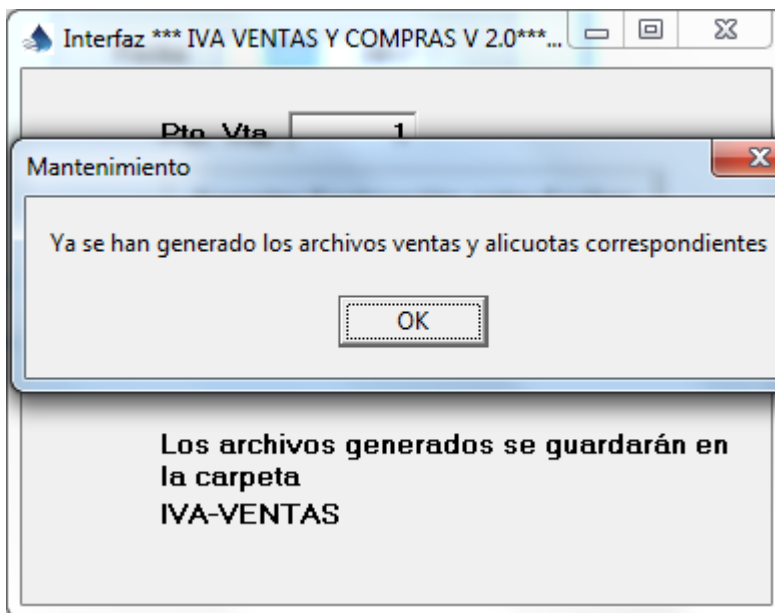 Interfaz *** IVA VENTAS Y COMPRAS V 2.0***...
Pto. Vta 1
Mantenimiento
Ya se han generado los archivos ventas y alicuotas correspondientes
OK
Los archivos generados se guardarán en
la carpeta
IVA-VENTAS